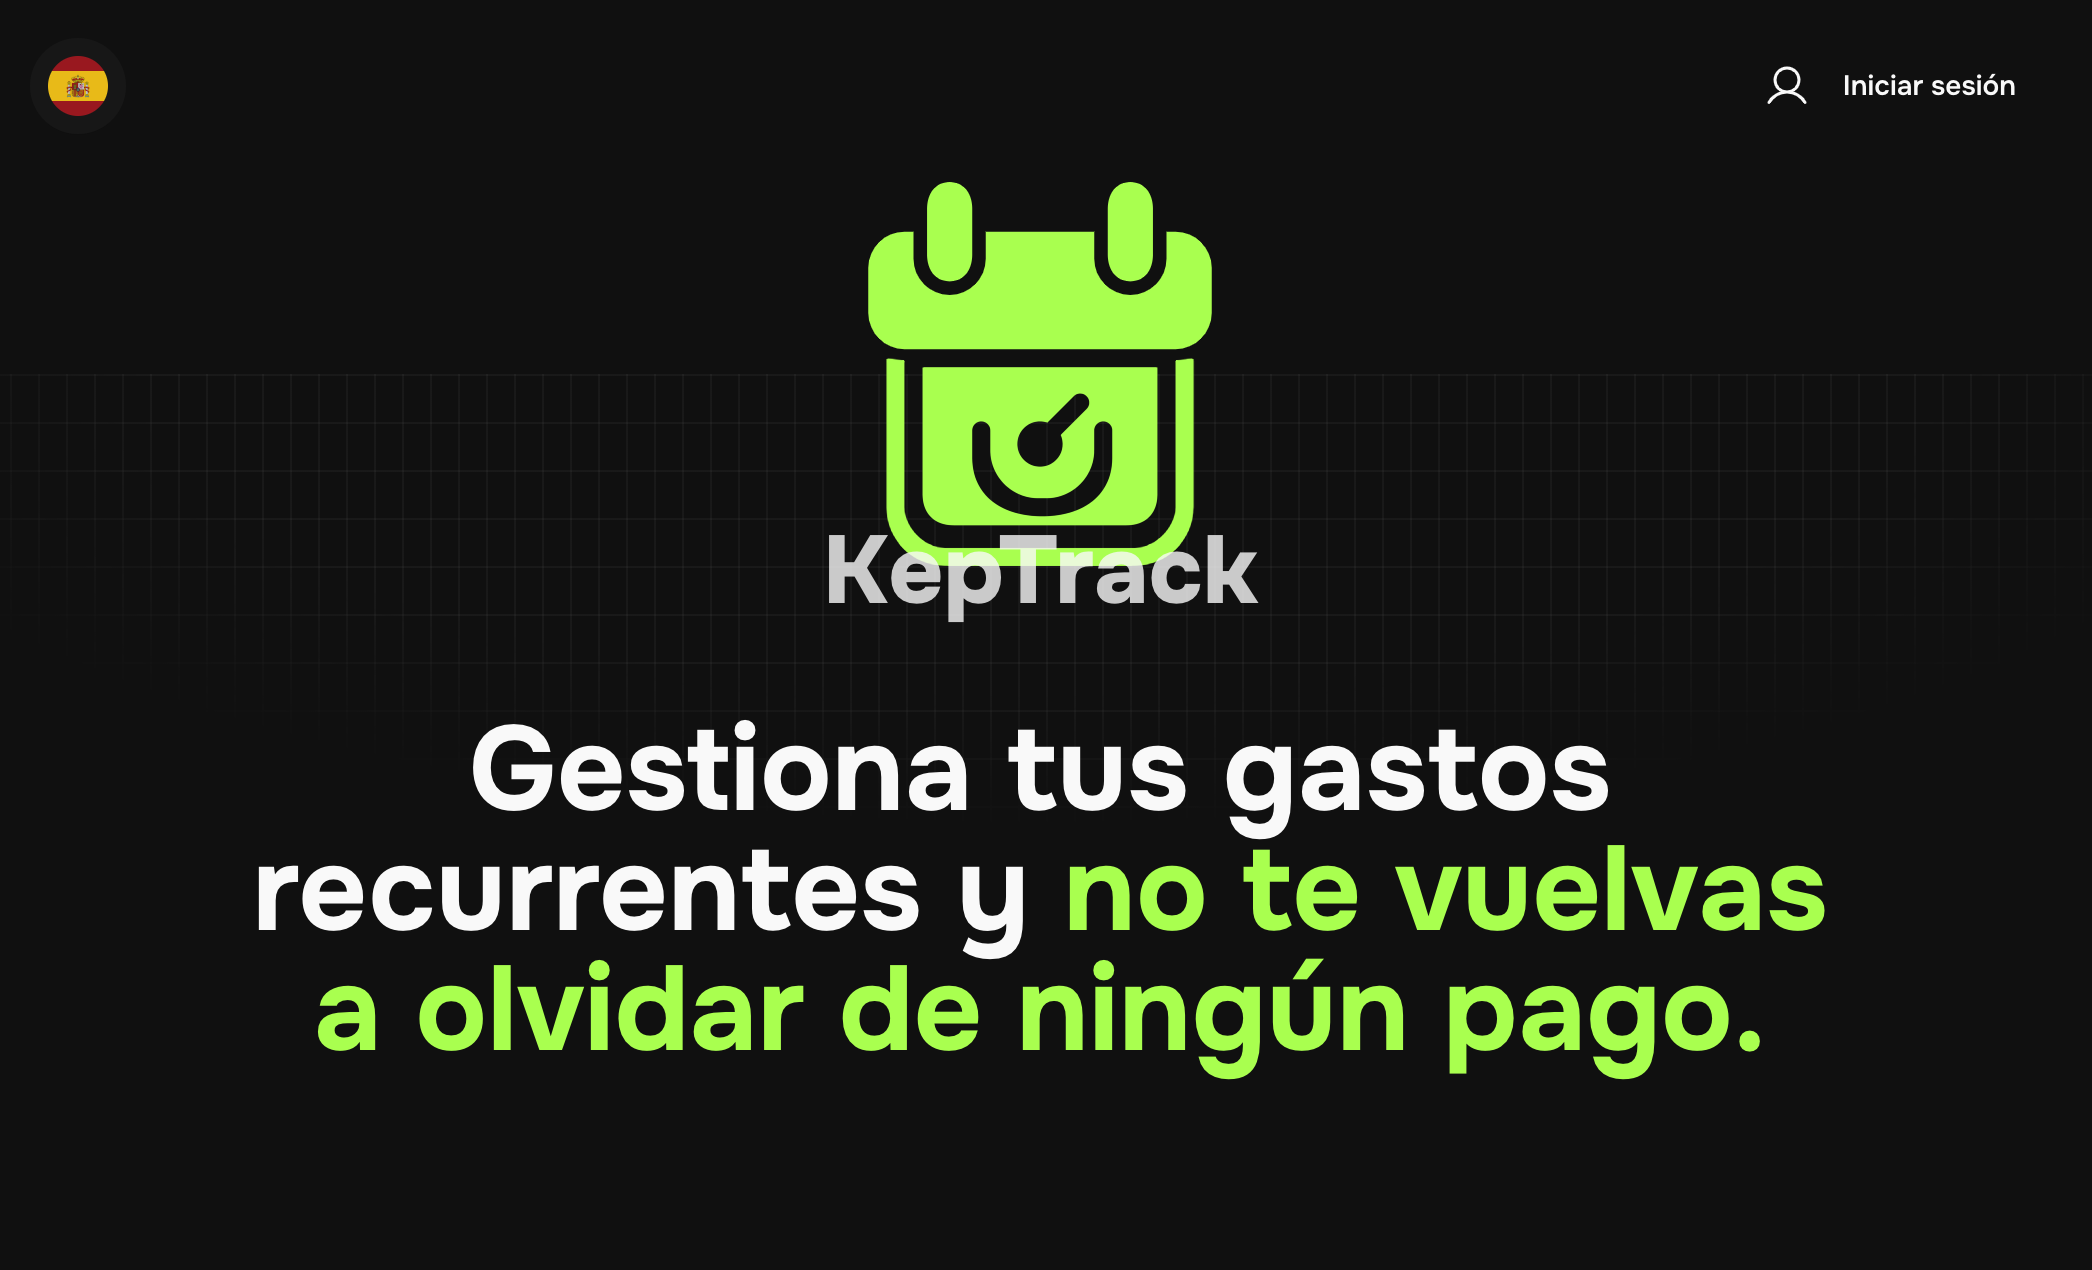 Iniciar sesión
KepTrack
Gestiona tus gastos
recurrentes y no te vuelvas
a olvidar de ningún pago.